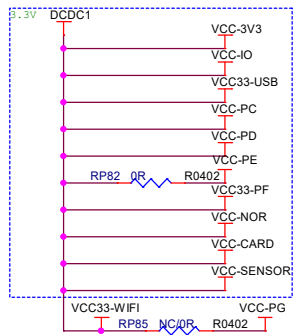 3.3V DCDC1
VCC-3V3
VCC-IO
VCC33-USB
VCC-PC
VCC-PD
VCC-PE
RP82 0R R0402
VCC33-PF
VCC-NOR
VCC-CARD
VCC-SENSOR
VCC33-WIFI VCC-PG
RP85 NC/0R R0402